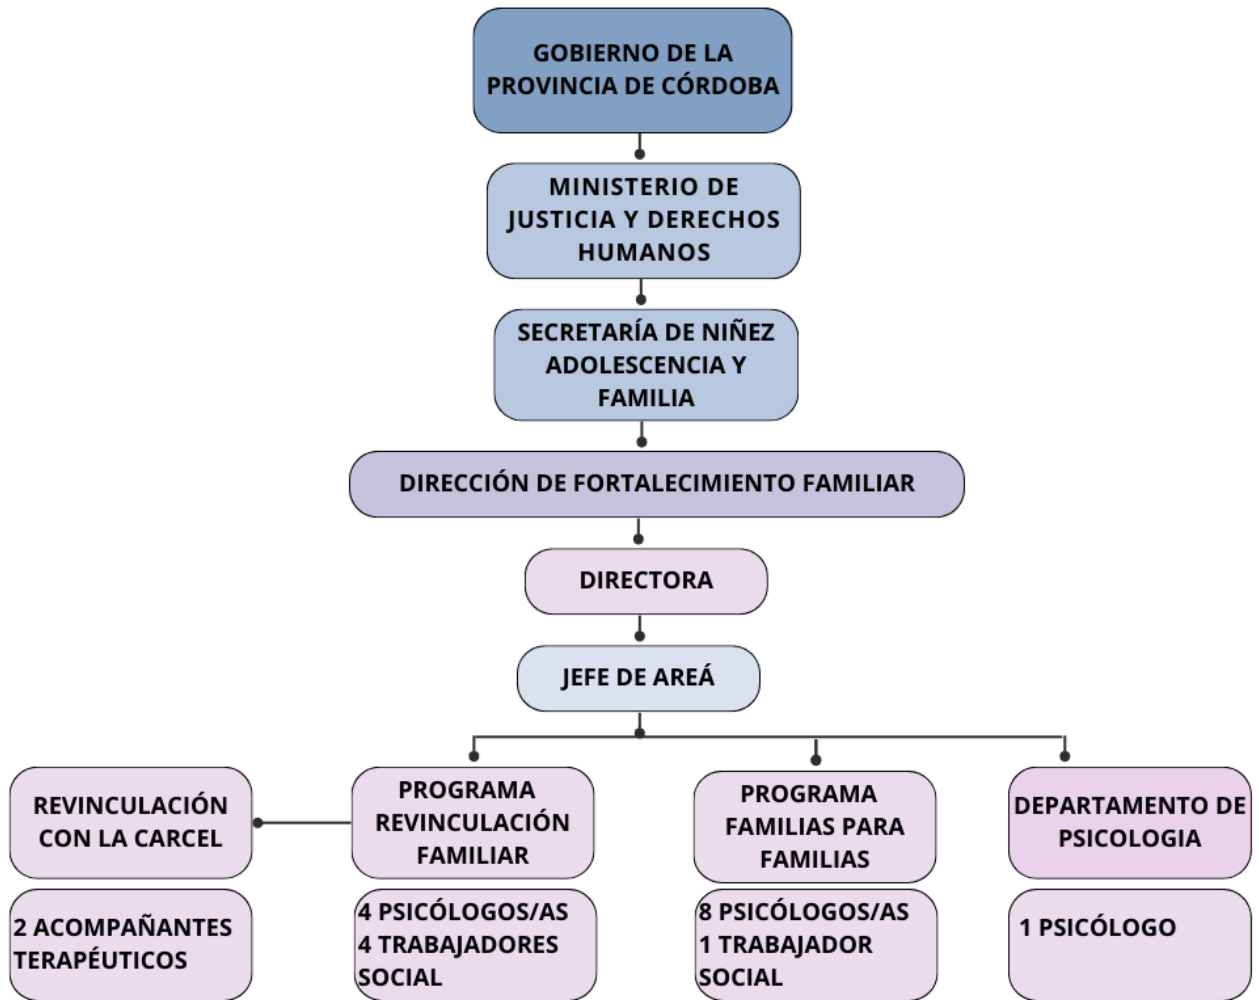 GOBIERNO DE LA
PROVINCIA DE CÓRDOBA
MINISTERIO DE
JUSTICIA Y DERECHOS
HUMANOS
SECRETARÍA DE NIÑEZ
ADOLESCENCIA Y
FAMILIA
DIRECCIÓN DE FORTALECIMIENTO FAMILIAR
DIRECTORA
JEFE DE AREÁ
REVINCULACIÓN
CON LA CARCEL
PROGRAMA
REVINCULACIÓN
FAMILIAR
PROGRAMA
FAMILIAS PARA
FAMILIAS
DEPARTAMENTO DE
PSICOLOGIA
2 ACOMPAÑANTES
TERAPÉUTICOS
4 PSICÓLOGOS/AS
4 TRABAJADORES
SOCIAL
8 PSICÓLOGOS/AS
1 TRABAJADOR
SOCIAL
1 PSICÓLOGO